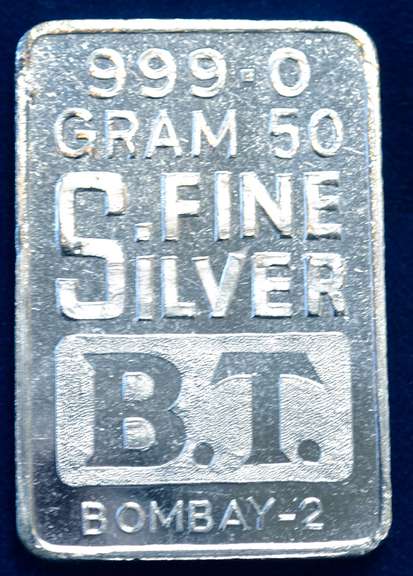 999.0
GRAM 50
S.FINE
SILVER
B.T.
BOMBAY-2